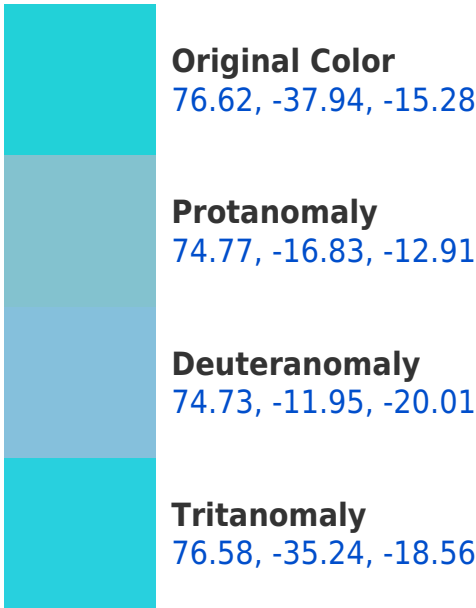 Original Color
76.62, -37.94, -15.28
Protanomaly
74.77, -16.83, -12.91
Deuteranomaly
74.73, -11.95, -20.01
Tritanomaly
76.58, -35.24, -18.56